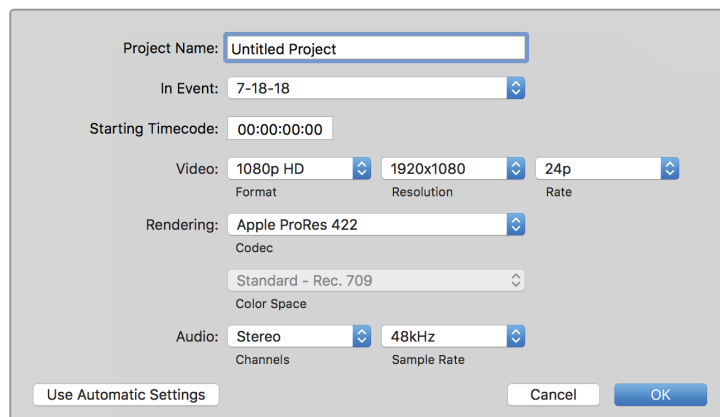 Project Name: Untitled Project
In Event: 7-18-18
Starting Timecode: 00:00:00:00
Video: 1080p HD 1920x1080 24p
Format Resolution Rate
Rendering: Apple ProRes 422
Codec
Standard - Rec. 709
Color Space
Audio: Stereo 48kHz
Channels Sample Rate
Use Automatic Settings Cancel OK